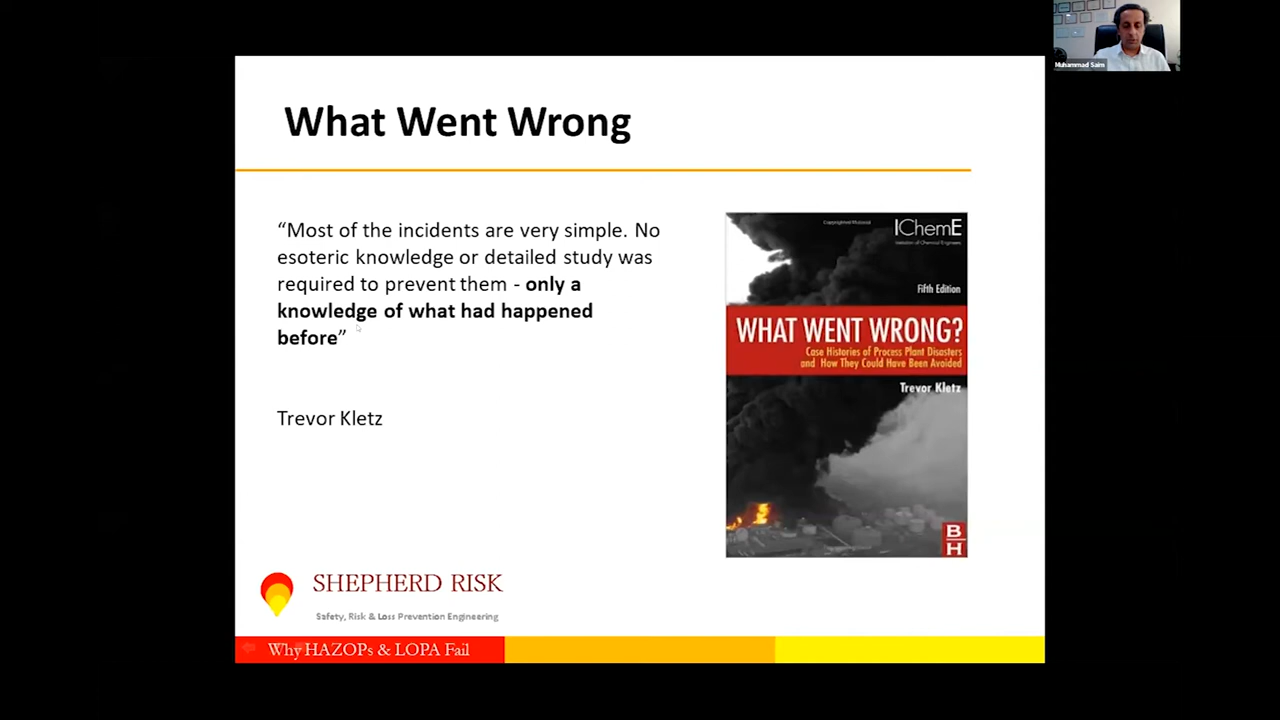 Muhammad Saim
What Went Wrong
“Most of the incidents are very simple. No
esoteric knowledge or detailed study was
required to prevent them - only a
knowledge of what had happened
before”
Trevor Kletz
IChemE
Fifth Edition
WHAT WENT WRONG?
Case Histories of Process Plant Disasters
and How They Could Have Been Avoided
Trevor Kletz
B
H
SHEPHERD RISK
Safety, Risk & Loss Prevention Engineering
Why HAZOPs & LOPA Fail